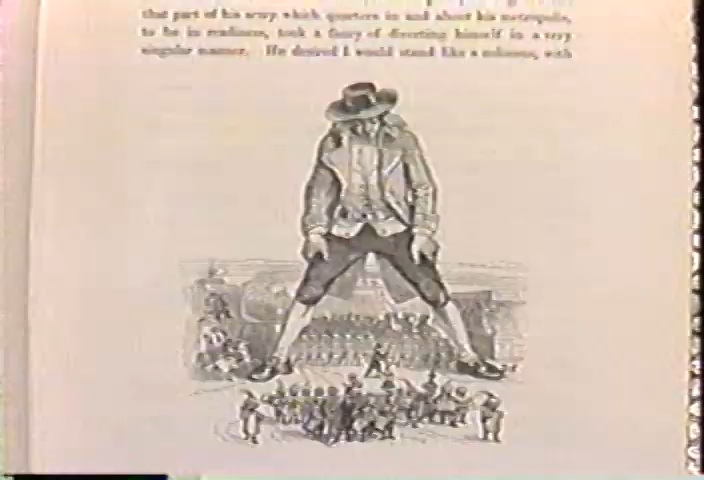 that part of his army which quarters in and about his metropolis,
to be in readiness, took a fancy of diverting himself in a very
singular manner. He desired I would stand like a colossus, with